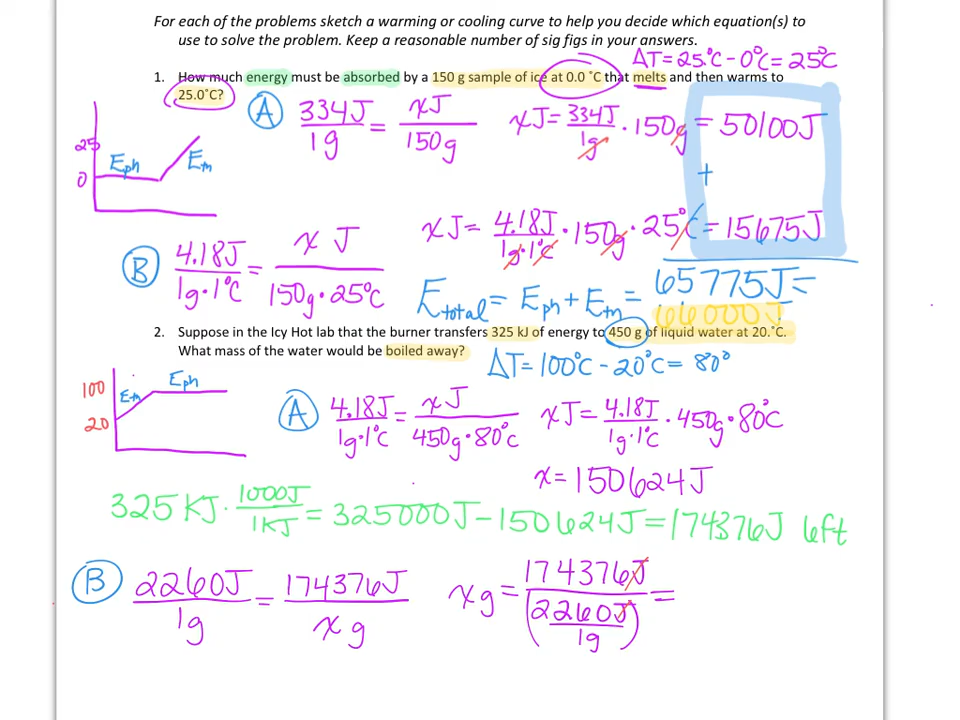 For each of the problems sketch a warming or cooling curve to help you decide which equation(s) to
use to solve the problem. Keep a reasonable number of sig figs in your answers.
ΔT = 25.°C - 0°C = 25°C
1. How much energy must be absorbed by a 150 g sample of ice at 0.0 ˚C that melts and then warms to
25.0˚C?
25
0
Eph
Eth
A 334J/1g = xJ/150g
xJ = 334J/1g · 150g = 50100J
+
B 4.18J/1g·1°C = x J/150g·25°C
xJ = 4.18J/1g·1°C · 150g · 25°C = 15675J
Etotal = Eph + Eth = 65775J =
66000J
2. Suppose in the Icy Hot lab that the burner transfers 325 kJ of energy to 450 g of liquid water at 20.˚C.
What mass of the water would be boiled away?
ΔT = 100°C - 20°C = 80°
100
20
Eth
Eph
A 4.18J/1g·1°C = xJ/450g·80°C
xJ = 4.18J/1g·1°C · 450g · 80°C
x = 150624J
325 KJ · 1000J/1KJ = 325000J - 150624J = 174376J left
B 2260J/1g = 174376J/x g
xg = 174376J/(2260J/1g) =